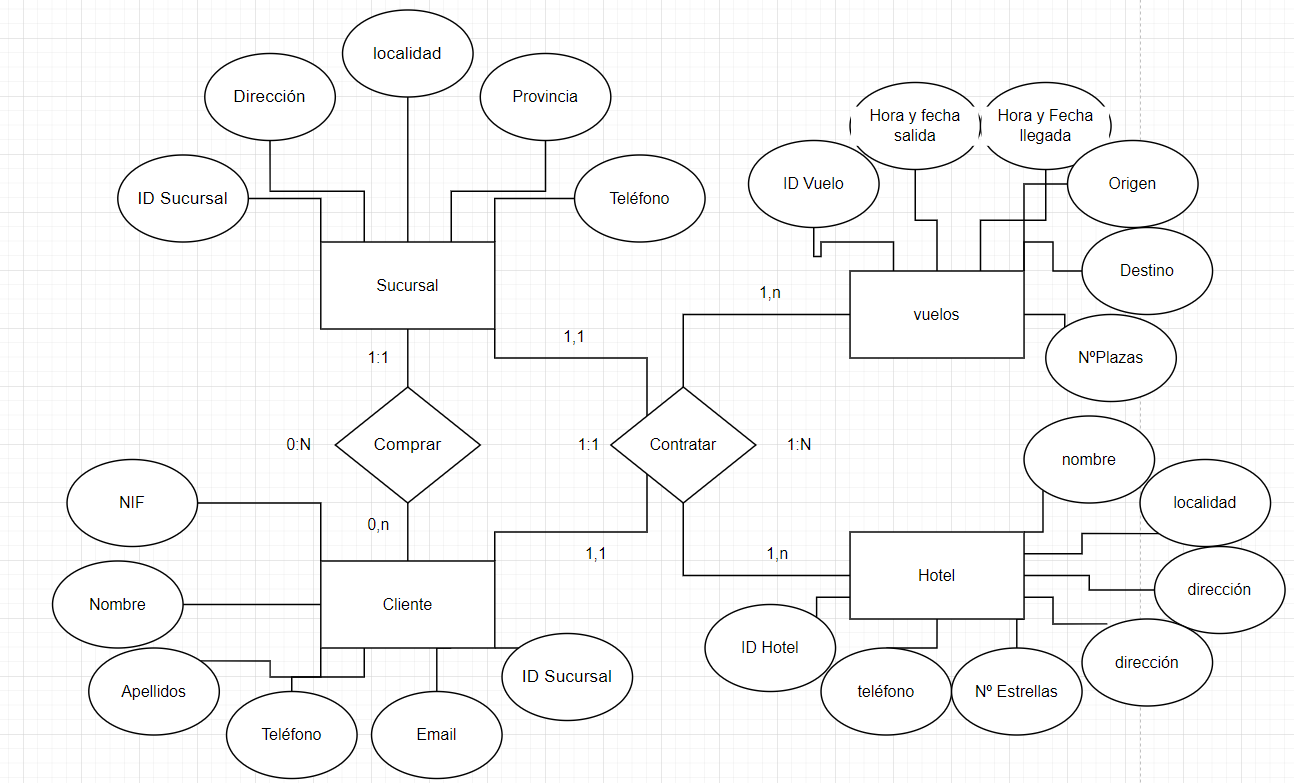 localidad
Dirección
Provincia
Hora y fecha
salida
Hora y Fecha
llegada
ID Sucursal
Teléfono
ID Vuelo
Origen
Destino
Sucursal
1,n
vuelos
1,1
1:1
NºPlazas
0:N
Comprar
1:1
Contratar
1:N
nombre
NIF
localidad
0,n
1,1
1,n
Hotel
dirección
Nombre
Cliente
ID Hotel
dirección
Apellidos
ID Sucursal
teléfono
Nº Estrellas
Teléfono
Email